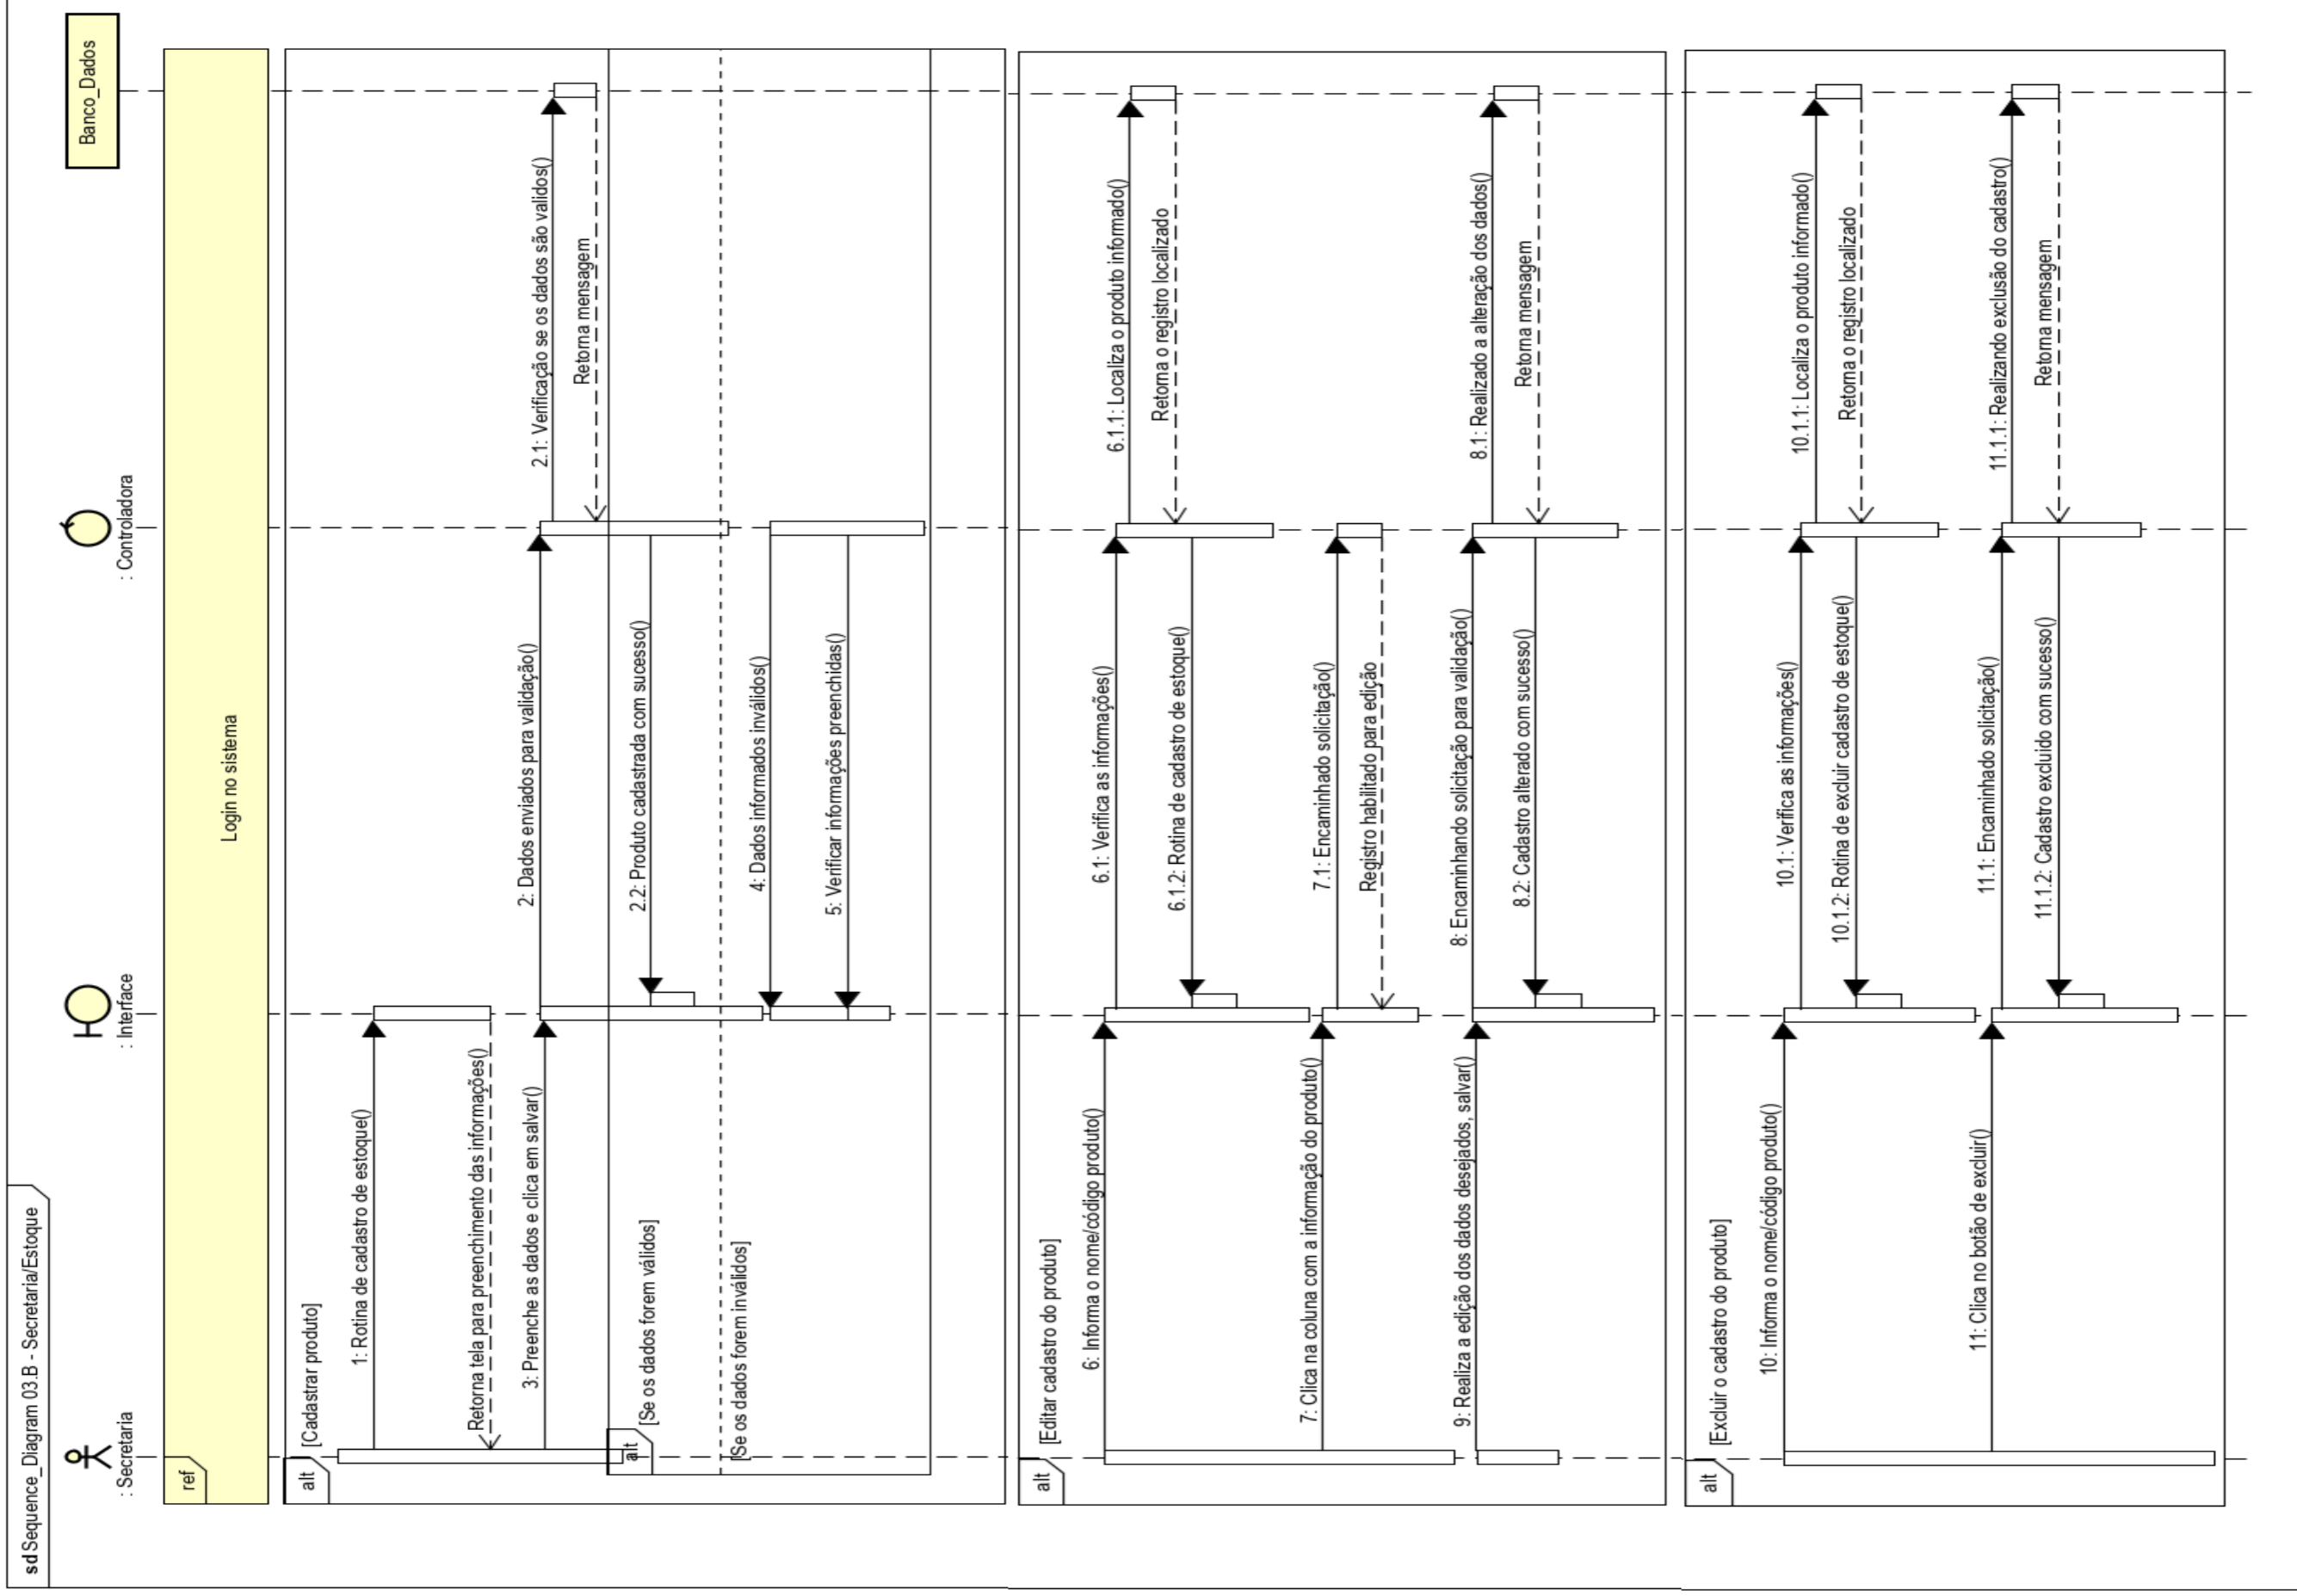 sd Sequence_Diagram 03.B - Secretaria/Estoque
: Secretaria
: Interface
: Controladora
Banco_Dados
ref
Login no sistema
alt
[Cadastrar produto]
1: Rotina de cadastro de estoque()
Retorna tela para preenchimento das informações()
3: Preenche as dados e clica em salvar()
2: Dados enviados para validação()
2.1: Verificação se os dados são validos()
Retorna mensagem
alt
[Se os dados forem válidos]
2.2: Produto cadastrada com sucesso()
[Se os dados forem inválidos]
4: Dados informados inválidos()
5: Verificar informações preenchidas()
alt
[Editar cadastro do produto]
6: Informa o nome/código produto()
6.1: Verifica as informações()
6.1.1: Localiza o produto informado()
Retorna o registro localizado
6.1.2: Rotina de cadastro de estoque()
7: Clica na coluna com a informação do produto()
7.1: Encaminhado solicitação()
Registro habilitado para edição
9: Realiza a edição dos dados desejados, salvar()
8: Encaminhando solicitação para validação()
8.1: Realizado a alteração dos dados()
Retorna mensagem
8.2: Cadastro alterado com sucesso()
alt
[Excluir o cadastro do produto]
10: Informa o nome/código produto()
10.1: Verifica as informações()
10.1.1: Localiza o produto informado()
Retorna o registro localizado
10.1.2: Rotina de excluir cadastro de estoque()
11: Clica no botão de excluir()
11.1: Encaminhado solicitação()
11.1.1: Realizando exclusão do cadastro()
Retorna mensagem
11.1.2: Cadastro excluido com sucesso()